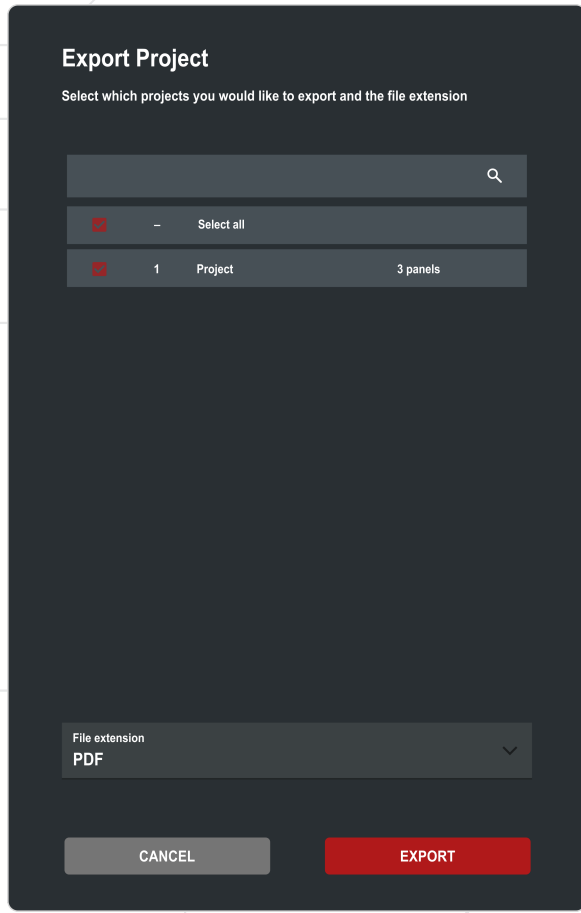 Export Project
Select which projects you would like to export and the file extension
– Select all
1 Project 3 panels
File extension
PDF
CANCEL EXPORT